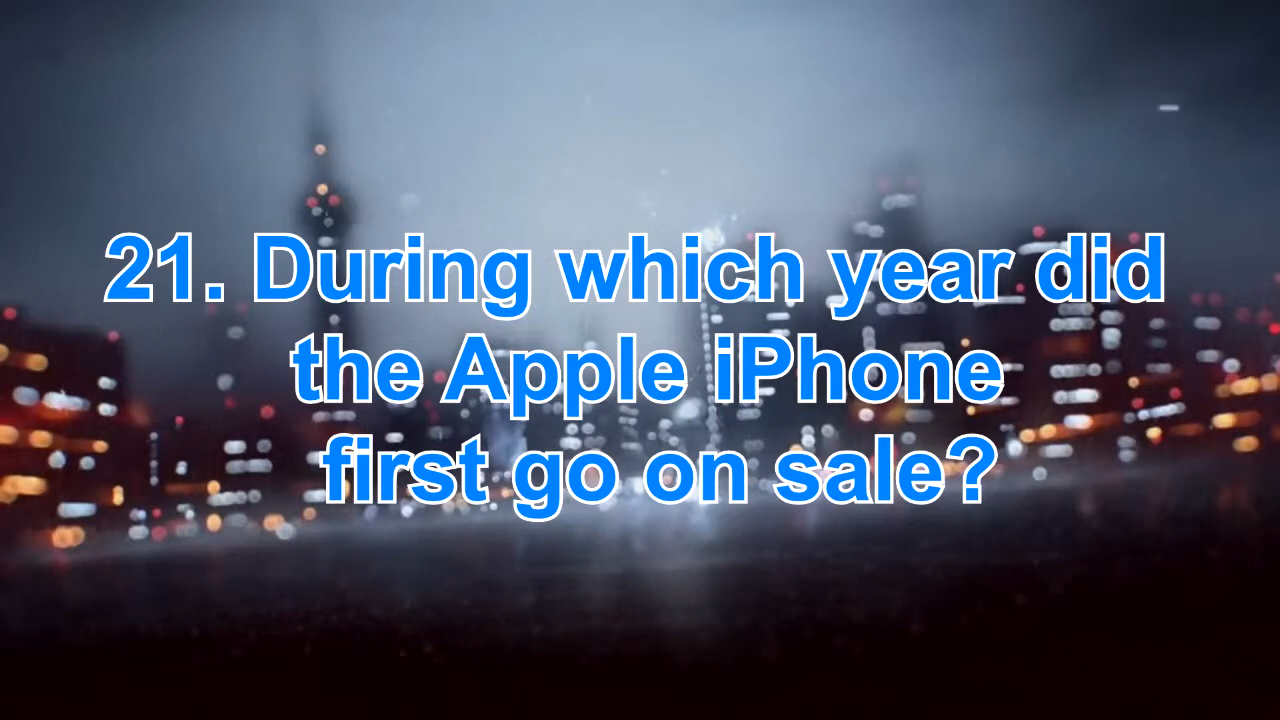 21. During which year did
the Apple iPhone
first go on sale?